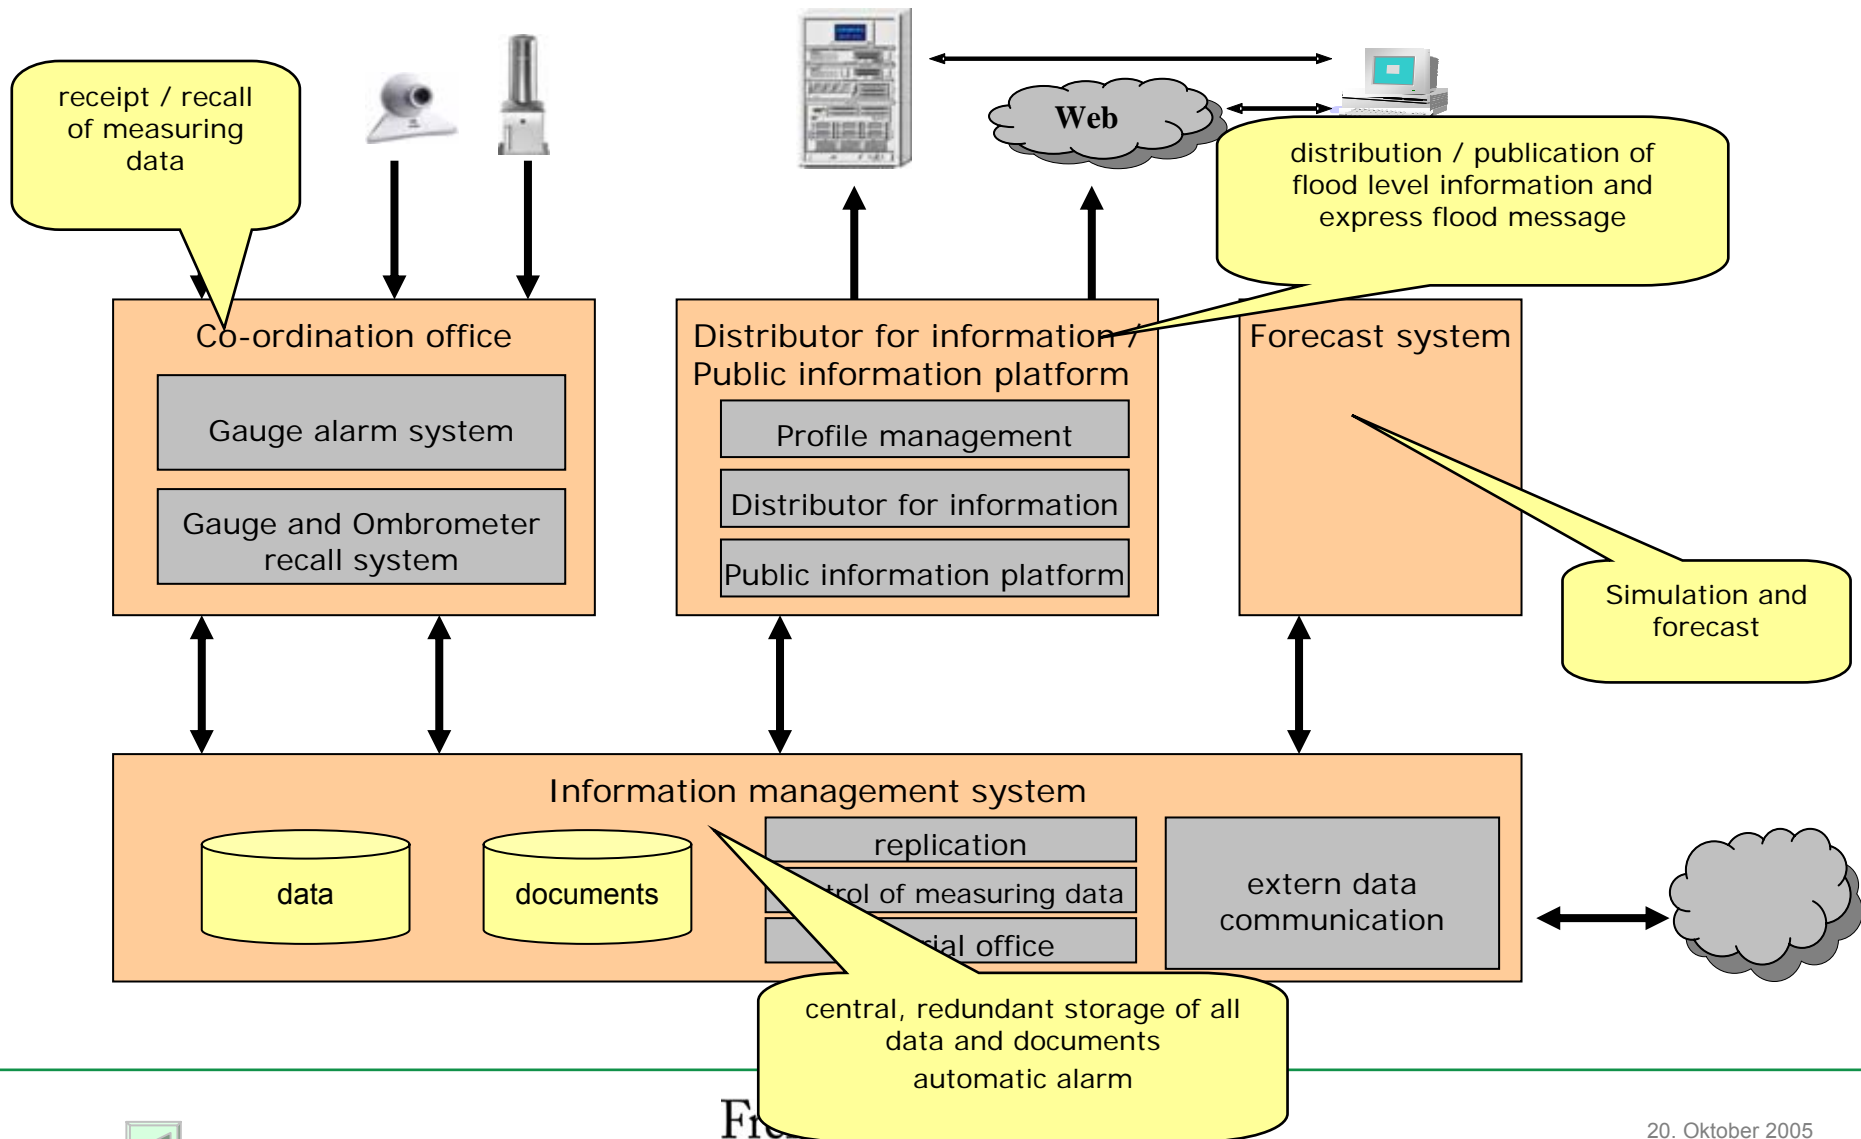 receipt / recall
of measuring
data
Web
distribution / publication of
flood level information and
express flood message
Co-ordination office
Gauge alarm system
Gauge and Ombrometer
recall system
Distributor for information /
Public information platform
Profile management
Distributor for information
Public information platform
Forecast system
Simulation and
forecast
Information management system
data
documents
replication
of measuring data
office
extern data
communication
central, redundant storage of all
data and documents
automatic alarm
20. Oktober 2005